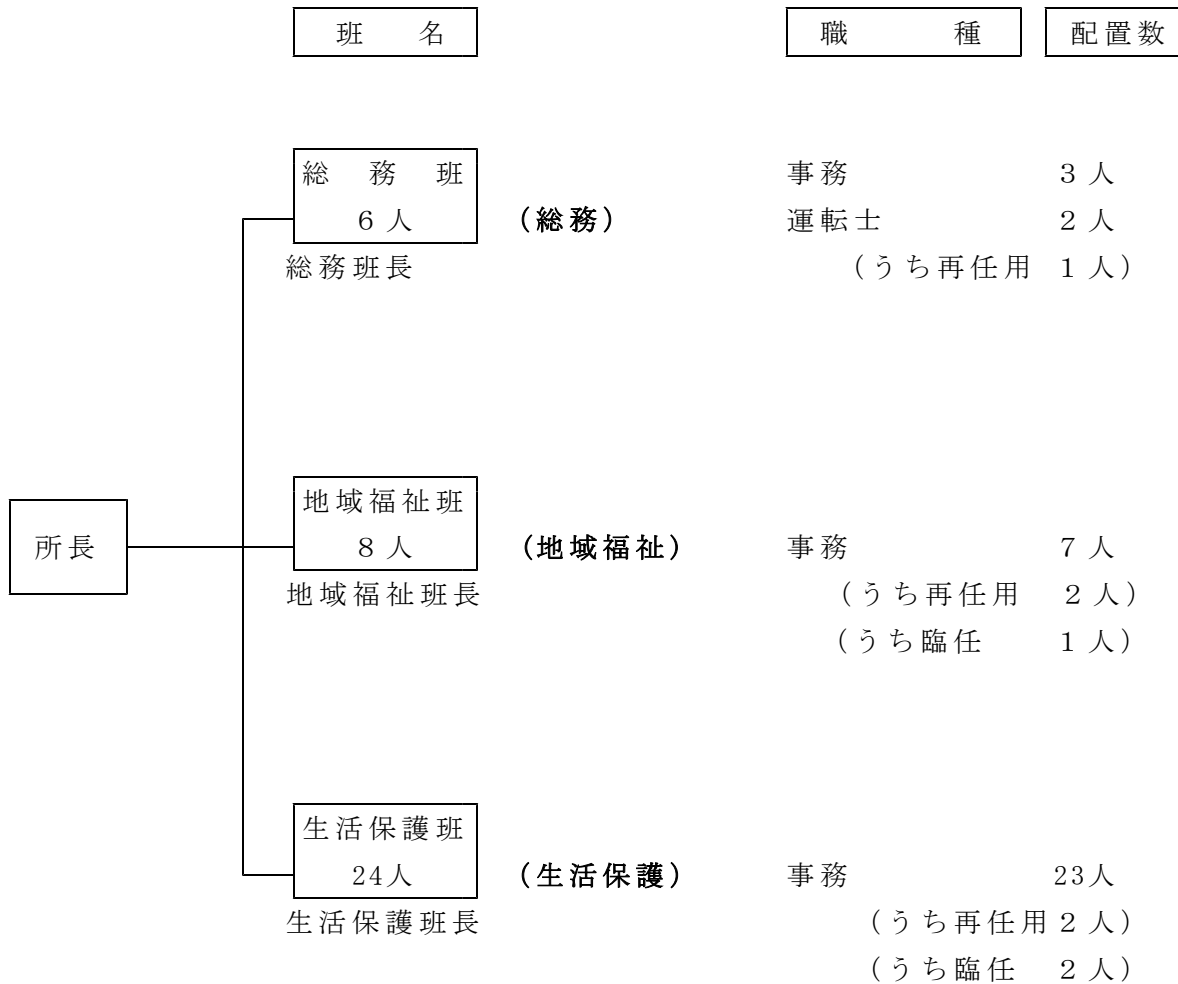 班　名　職　種　配置数
総務班　事務　３人
６人　（総務）　運転士　２人
総務班長　（うち再任用　１人）
地域福祉班
所長　８人　（地域福祉）　事務　７人
地域福祉班長　（うち再任用　２人）
（うち臨任　１人）
生活保護班
24人　（生活保護）　事務　23人
生活保護班長　（うち再任用２人）
（うち臨任　２人）